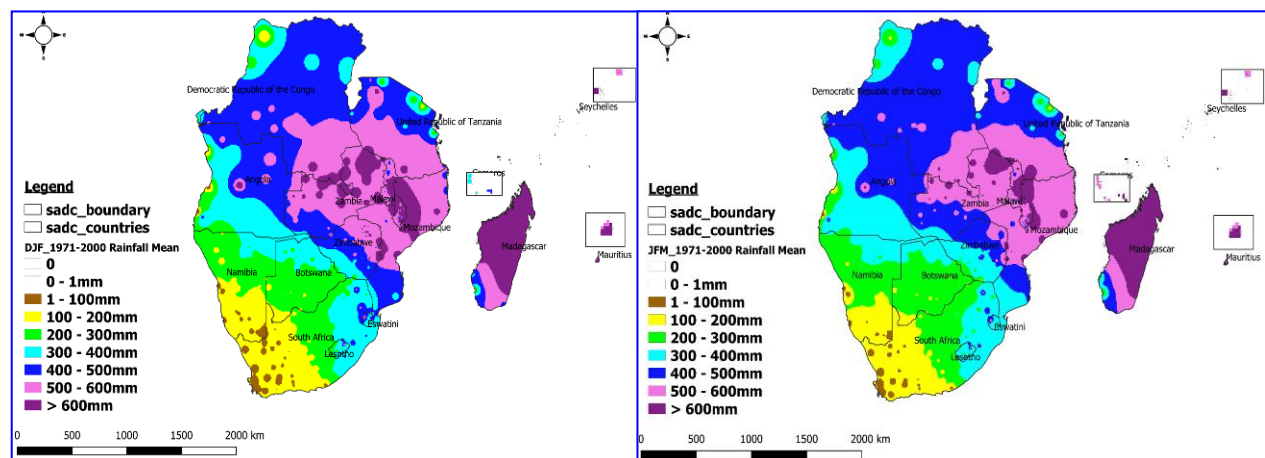 N
W E
S
Democratic Republic of the Congo
Seychelles
United Republic of Tanzania
Comoros
Angola
Malawi
Zambia
Mozambique
Zimbabwe
Madagascar
Mauritius
Namibia
Botswana
Eswatini
South Africa
Lesotho
Legend
sadc_boundary
sadc_countries
DJF_1971-2000 Rainfall Mean
0
0 - 1mm
1 - 100mm
100 - 200mm
200 - 300mm
300 - 400mm
400 - 500mm
500 - 600mm
> 600mm
0 500 1000 1500 2000 km
N
W E
S
Democratic Republic of the Congo
Seychelles
United Republic of Tanzania
Comoros
Angola
Malawi
Zambia
Mozambique
Zimbabwe
Madagascar
Mauritius
Namibia
Botswana
Eswatini
South Africa
Lesotho
Legend
sadc_boundary
sadc_countries
JFM_1971-2000 Rainfall Mean
0
0 - 1mm
1 - 100mm
100 - 200mm
200 - 300mm
300 - 400mm
400 - 500mm
500 - 600mm
> 600mm
0 500 1000 1500 2000 km